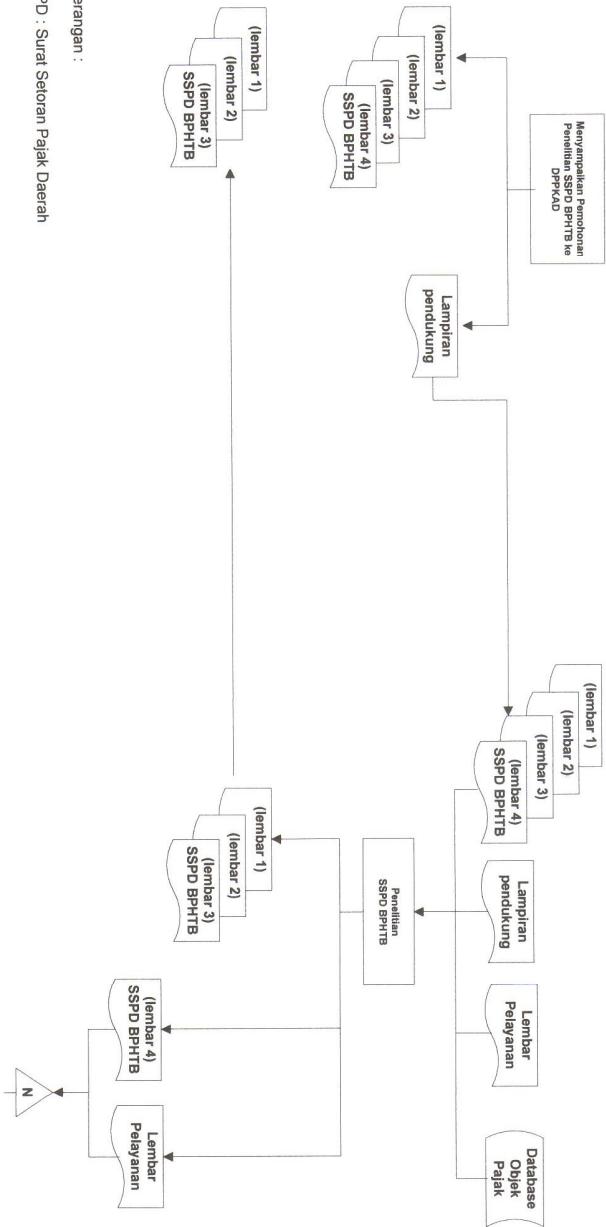 Menyampaikan Pemohonan
Penelitian SSPD BPHTB ke
DPPKAD
(lembar 1)
(lembar 2)
(lembar 3)
(lembar 4)
SSPD BPHTB
Lampiran
pendukung
(lembar 1)
(lembar 2)
(lembar 3)
(lembar 4)
SSPD BPHTB
Lampiran
pendukung
Lembar
Pelayanan
Database
Objek
Pajak
Penelitian
SSPD BPHTB
(lembar 1)
(lembar 2)
(lembar 3)
SSPD BPHTB
(lembar 4)
SSPD BPHTB
Lembar
Pelayanan
N
(lembar 1)
(lembar 2)
(lembar 3)
SSPD BPHTB
erangan :
PD : Surat Setoran Pajak Daerah